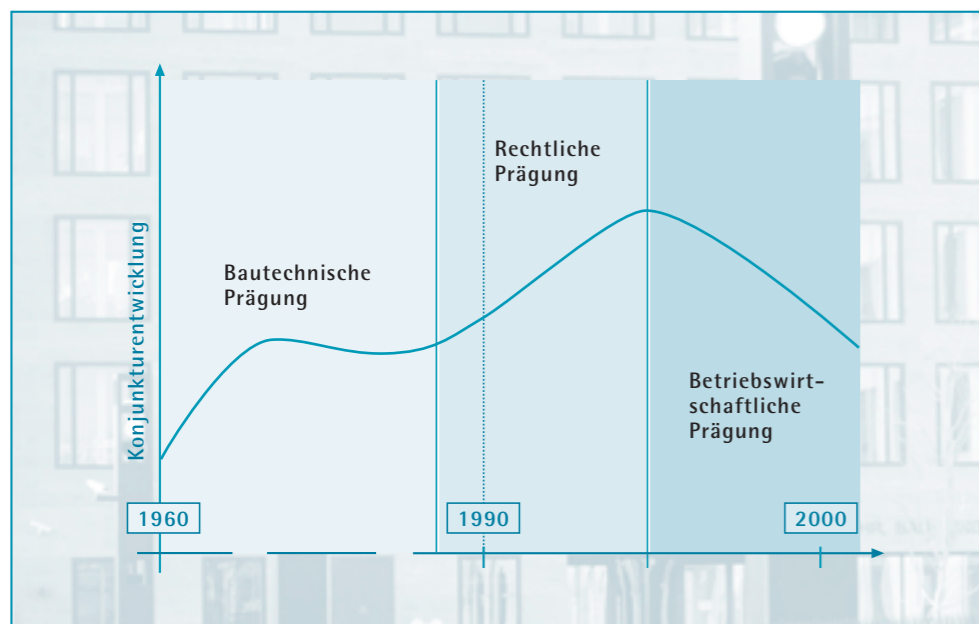 Konjunkturentwicklung
Bautechnische
Prägung
Rechtliche
Prägung
Betriebswirt-
schaftliche
Prägung
1960
1990
2000